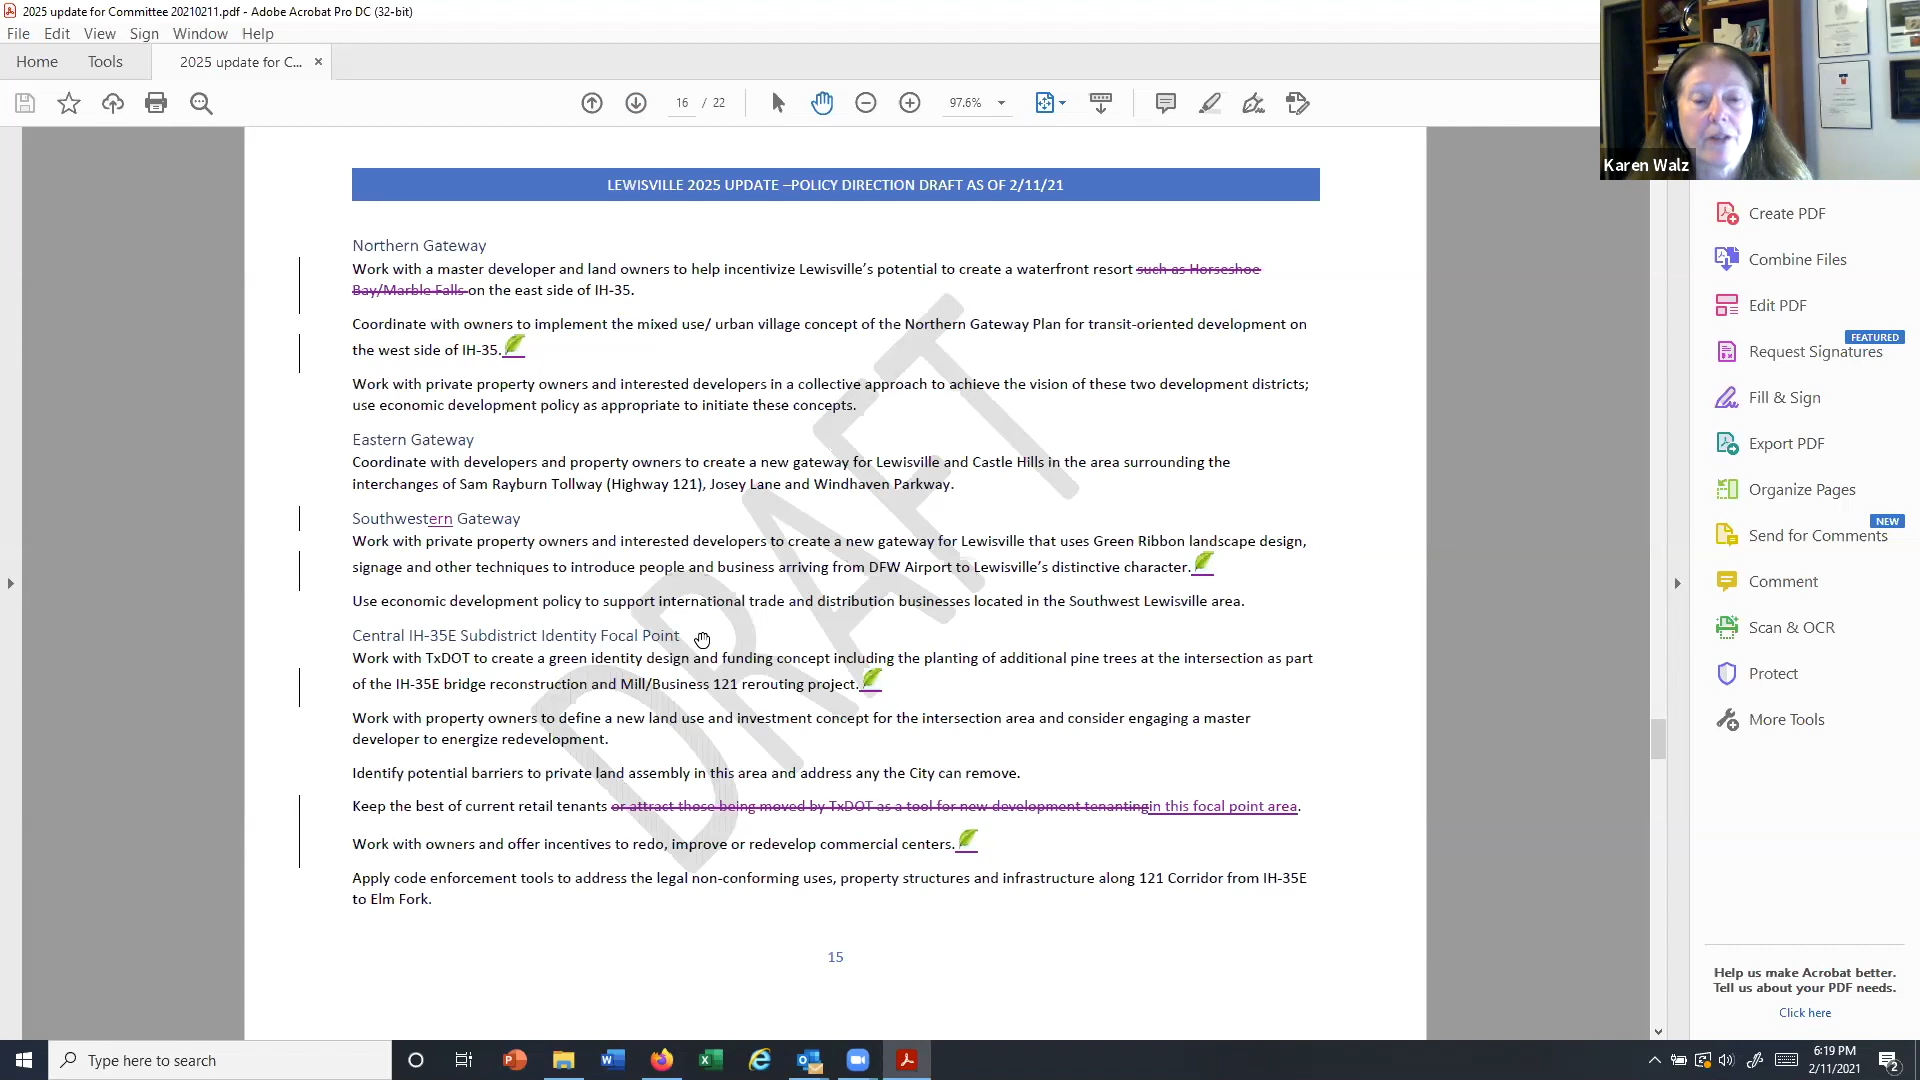 2025 update for Committee 20210211.pdf - Adobe Acrobat Pro DC (32-bit)
File Edit View Sign Window Help
Home Tools 2025 update for C... ×
16 / 22 97.6%
Karen Walz
LEWISVILLE 2025 UPDATE –POLICY DIRECTION DRAFT AS OF 2/11/21
Northern Gateway
Work with a master developer and land owners to help incentivize Lewisville’s potential to create a waterfront resort such as Horseshoe
Bay/Marble Falls on the east side of IH-35.
Coordinate with owners to implement the mixed use/ urban village concept of the Northern Gateway Plan for transit-oriented development on
the west side of IH-35.
Work with private property owners and interested developers in a collective approach to achieve the vision of these two development districts;
use economic development policy as appropriate to initiate these concepts.
Eastern Gateway
Coordinate with developers and property owners to create a new gateway for Lewisville and Castle Hills in the area surrounding the
interchanges of Sam Rayburn Tollway (Highway 121), Josey Lane and Windhaven Parkway.
Southwestern Gateway
Work with private property owners and interested developers to create a new gateway for Lewisville that uses Green Ribbon landscape design,
signage and other techniques to introduce people and business arriving from DFW Airport to Lewisville’s distinctive character.
Use economic development policy to support international trade and distribution businesses located in the Southwest Lewisville area.
Central IH-35E Subdistrict Identity Focal Point
Work with TxDOT to create a green identity design and funding concept including the planting of additional pine trees at the intersection as part
of the IH-35E bridge reconstruction and Mill/Business 121 rerouting project.
Work with property owners to define a new land use and investment concept for the intersection area and consider engaging a master
developer to energize redevelopment.
Identify potential barriers to private land assembly in this area and address any the City can remove.
Keep the best of current retail tenants or attract those being moved by TxDOT as a tool for new development tenantingin this focal point area.
Work with owners and offer incentives to redo, improve or redevelop commercial centers.
Apply code enforcement tools to address the legal non-conforming uses, property structures and infrastructure along 121 Corridor from IH-35E
to Elm Fork.
15
DRAFT
Create PDF
Combine Files
Edit PDF
FEATURED
Request Signatures
Fill & Sign
Export PDF
Organize Pages
NEW
Send for Comments
Comment
Scan & OCR
Protect
More Tools
Help us make Acrobat better.
Tell us about your PDF needs.
Click here
Type here to search
6:19 PM
2/11/2021
2